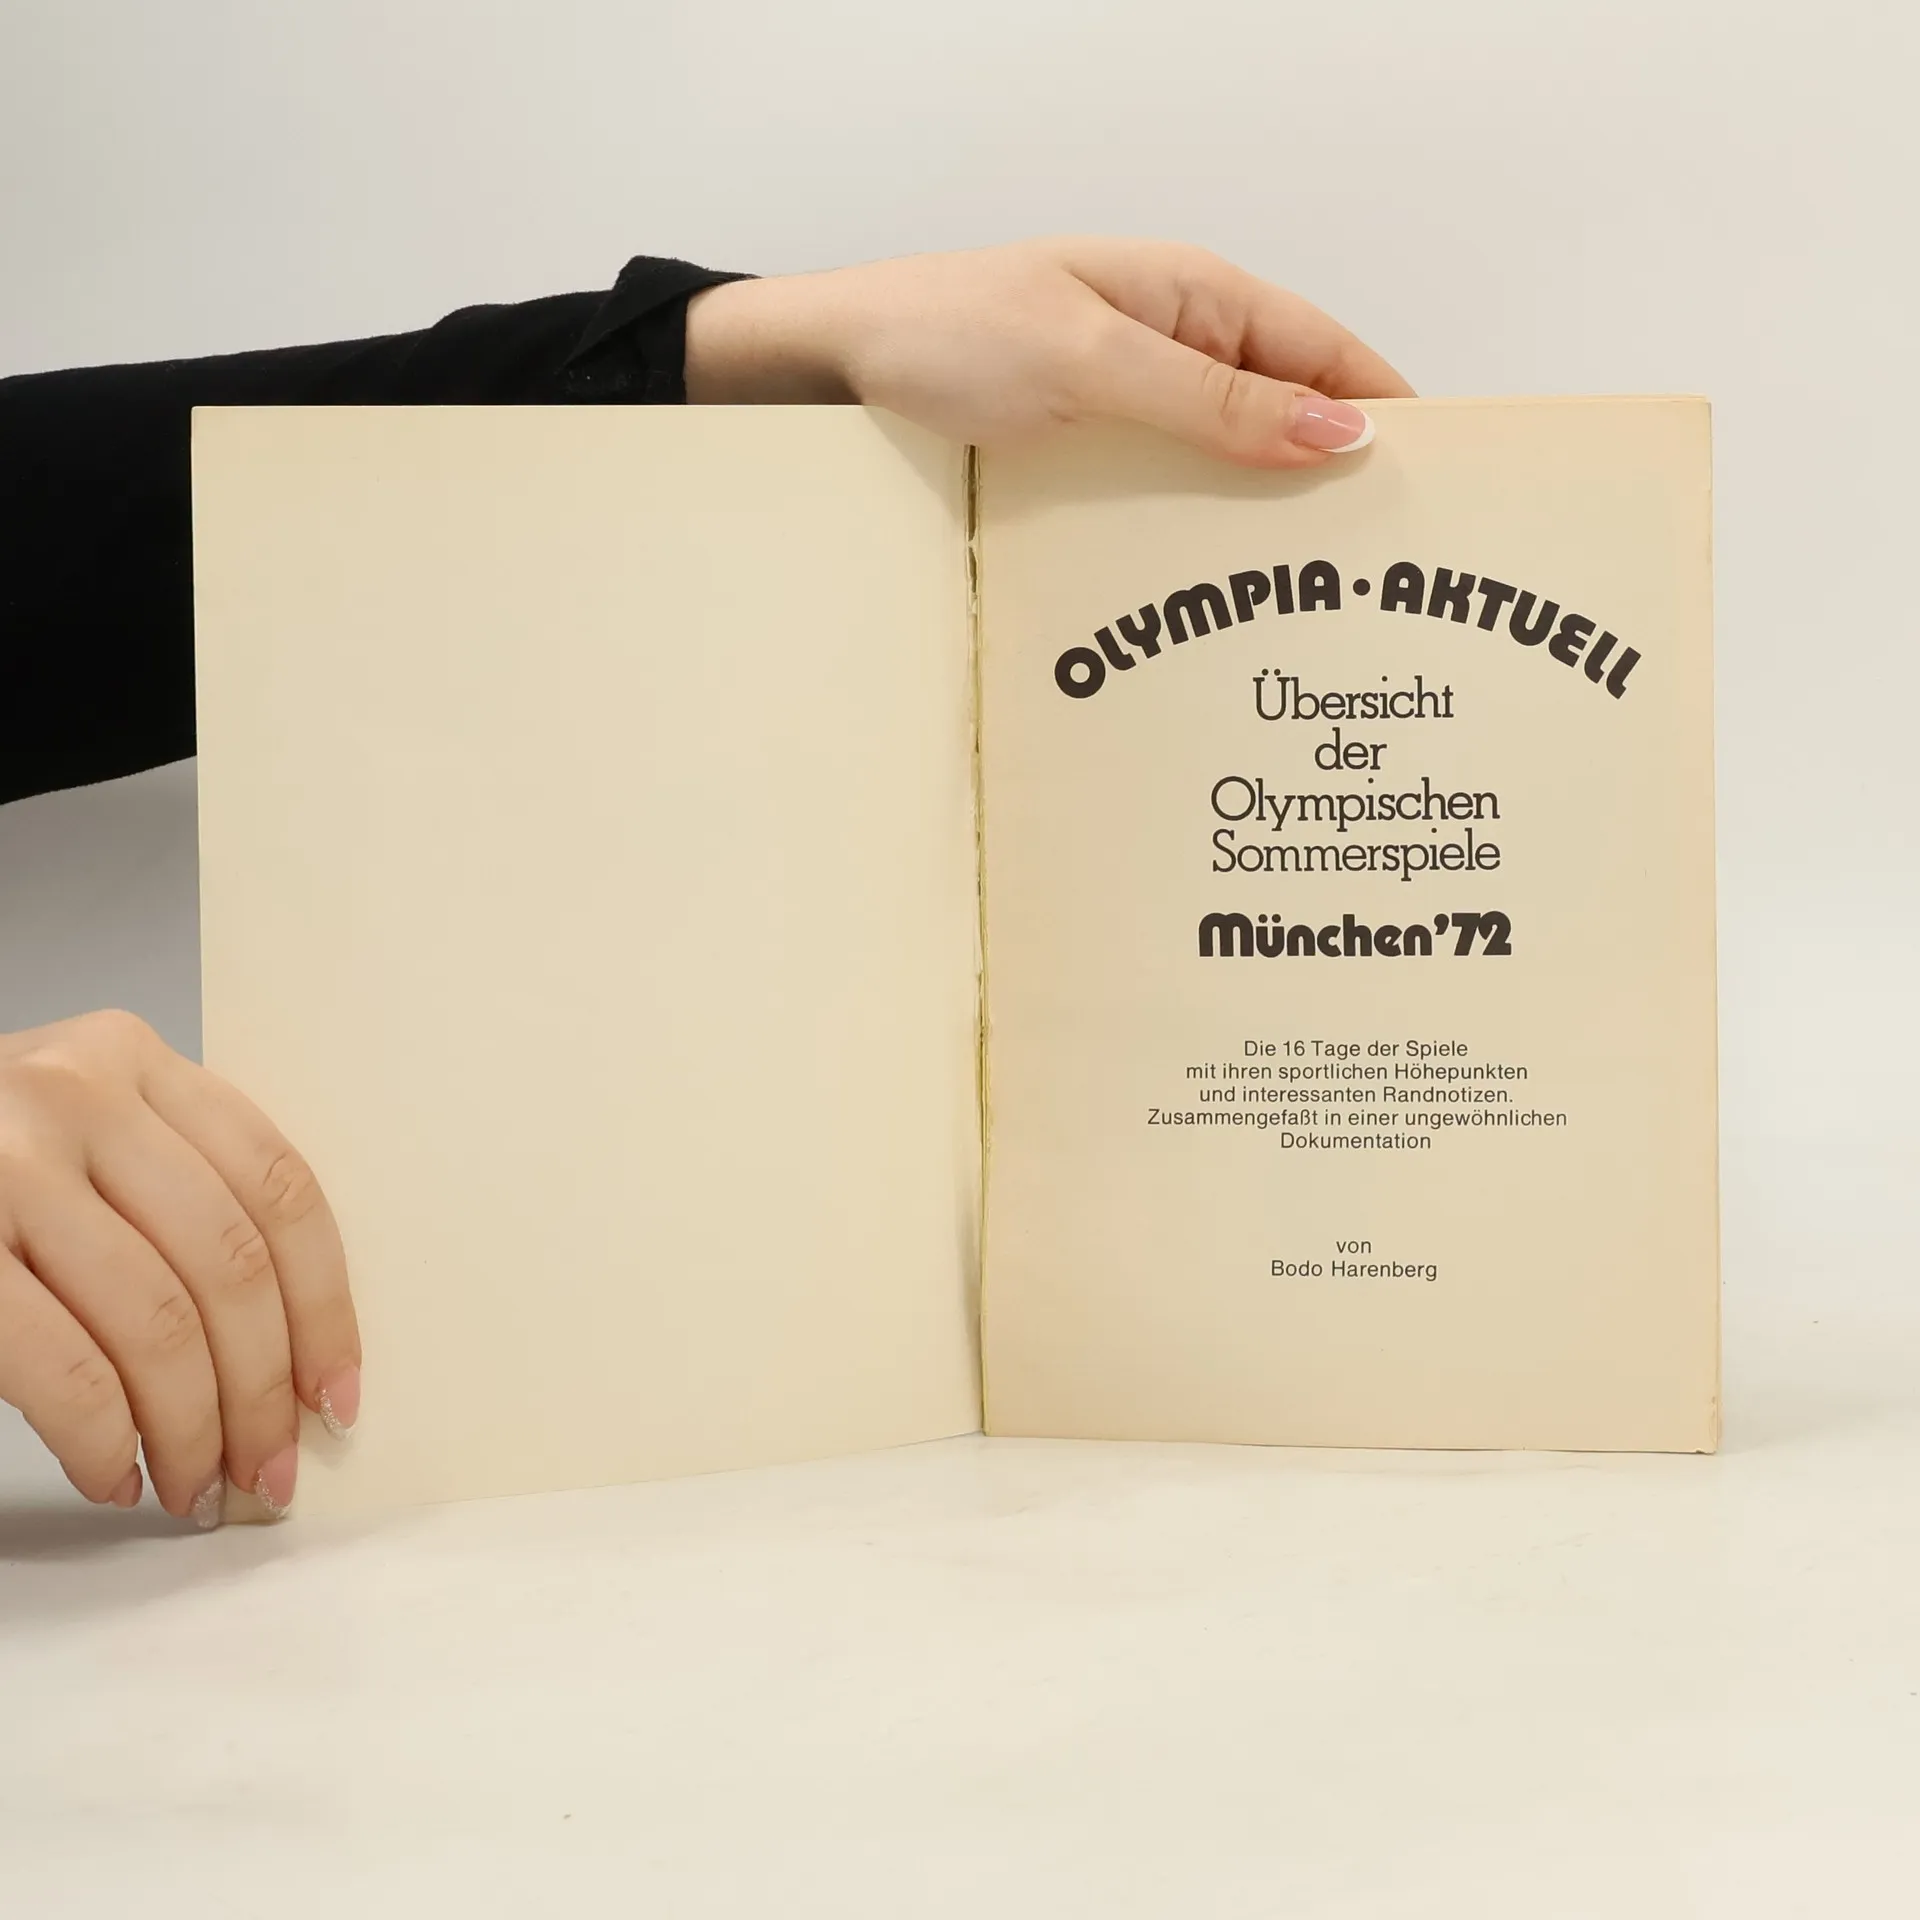 OLYMPIA • AKTUELL
Übersicht
der
Olympischen
Sommerspiele
München '72
Die 16 Tage der Spiele
mit ihren sportlichen Höhepunkten
und interessanten Randnotizen.
Zusammengefaßt in einer ungewöhnlichen
Dokumentation
von
Bodo Harenberg